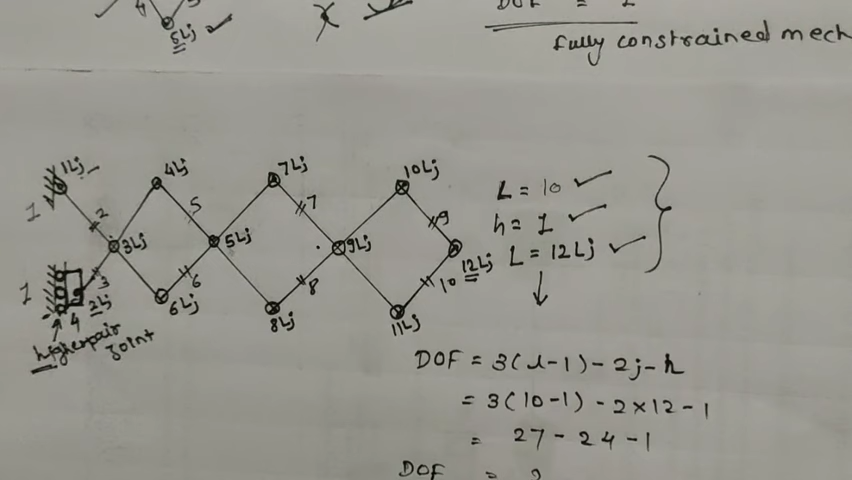 5Lj
DOF = 1
fully constrained mech
1Lj
4Lj
7Lj
10Lj
1
2
5
7
9
3Lj
5Lj
9Lj
12Lj
1
3
6
8
10
2Lj
6Lj
8Lj
11Lj
4
higherpair
joint
L = 10
h = 1
L = 12Lj
DOF = 3(l-1) - 2j - h
= 3(10-1) - 2×12 - 1
= 27 - 24 - 1
DOF =